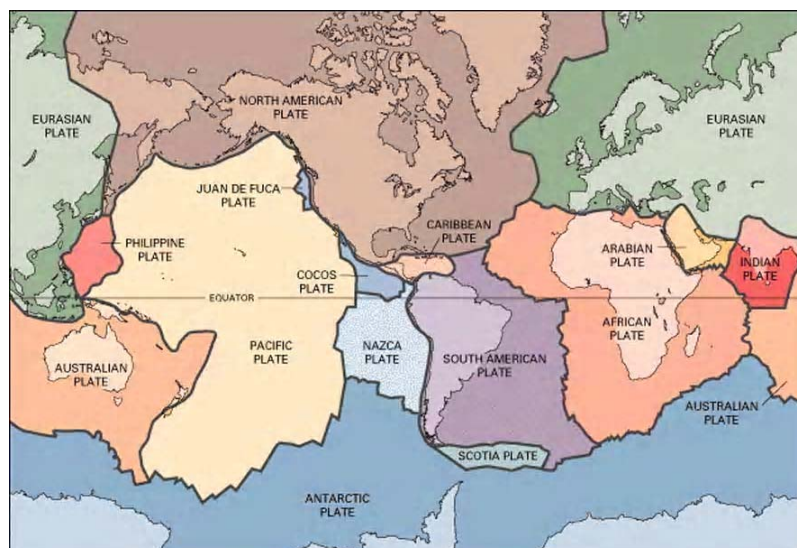 EURASIAN
PLATE
NORTH AMERICAN
PLATE
EURASIAN
PLATE
JUAN DE FUCA
PLATE
CARIBBEAN
PLATE
PHILIPPINE
PLATE
ARABIAN
PLATE
INDIAN
PLATE
COCOS
PLATE
EQUATOR
AFRICAN
PLATE
PACIFIC
PLATE
NAZCA
PLATE
SOUTH AMERICAN
PLATE
AUSTRALIAN
PLATE
AUSTRALIAN
PLATE
SCOTIA PLATE
ANTARCTIC
PLATE